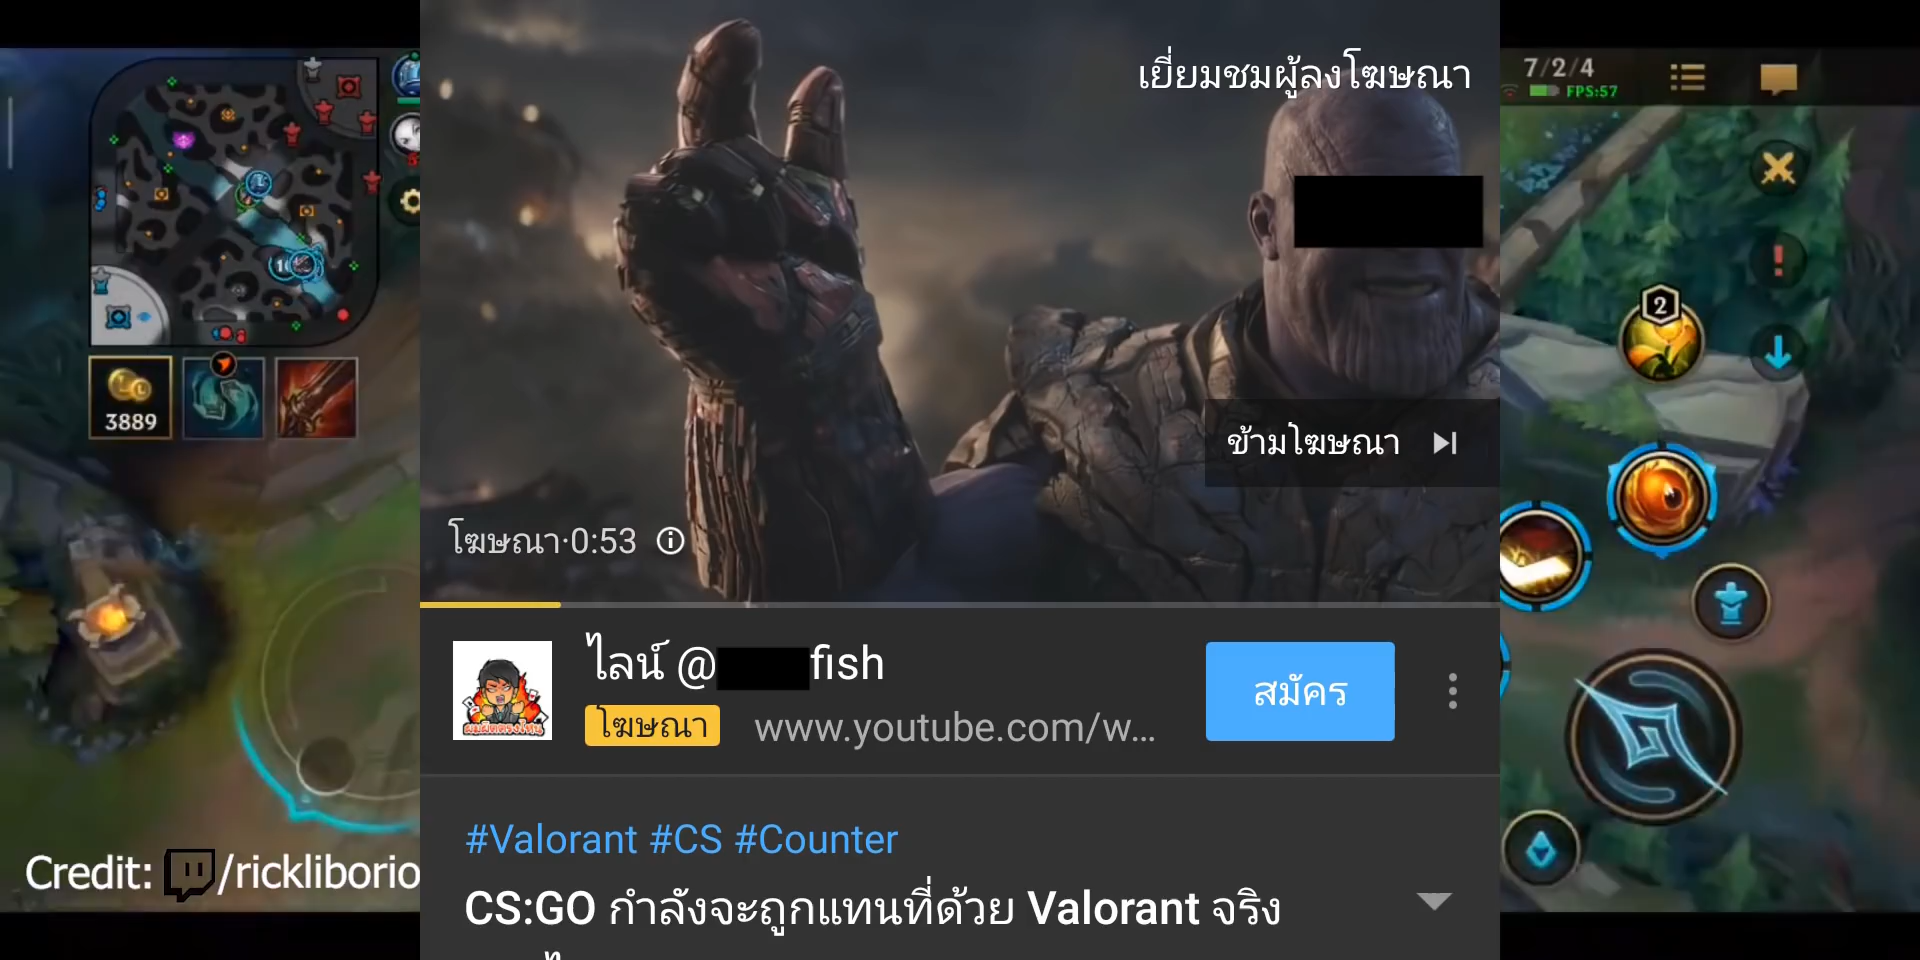 เยี่ยมชมผู้ลงโฆษณา
7/2/4
FPS:57
2
3889
ข้ามโฆษณา
โฆษณา·0:53
ไลน์ @
fish
สมัคร
โฆษณา
www.youtube.com/w...
#Valorant #CS #Counter
CS:GO กำลังจะถูกแทนที่ด้วย Valorant จริง
Credit: /rickliborio